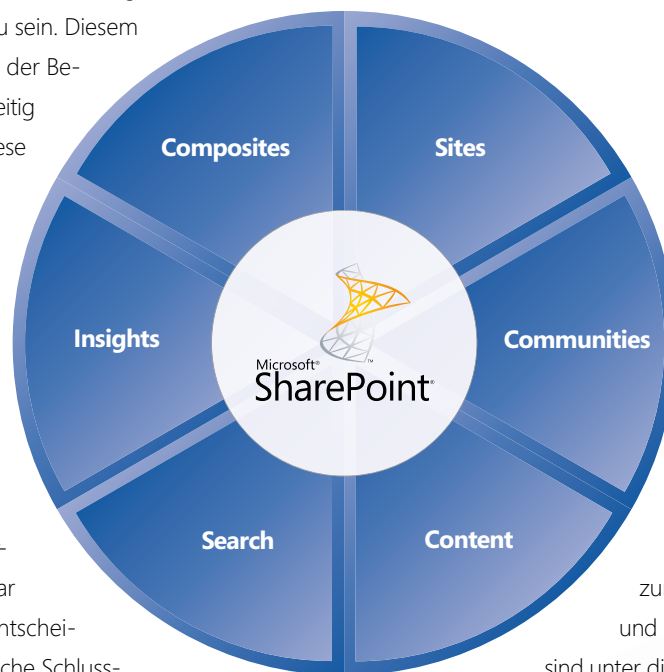 u sein. Diesem
der Be-
eitig
ese
Composites
Sites
Insights
Communities
Microsoft®
SharePoint®
™
Search
Content
-
ar
ntschei-
che Schluss-
zu
und
sind unter di